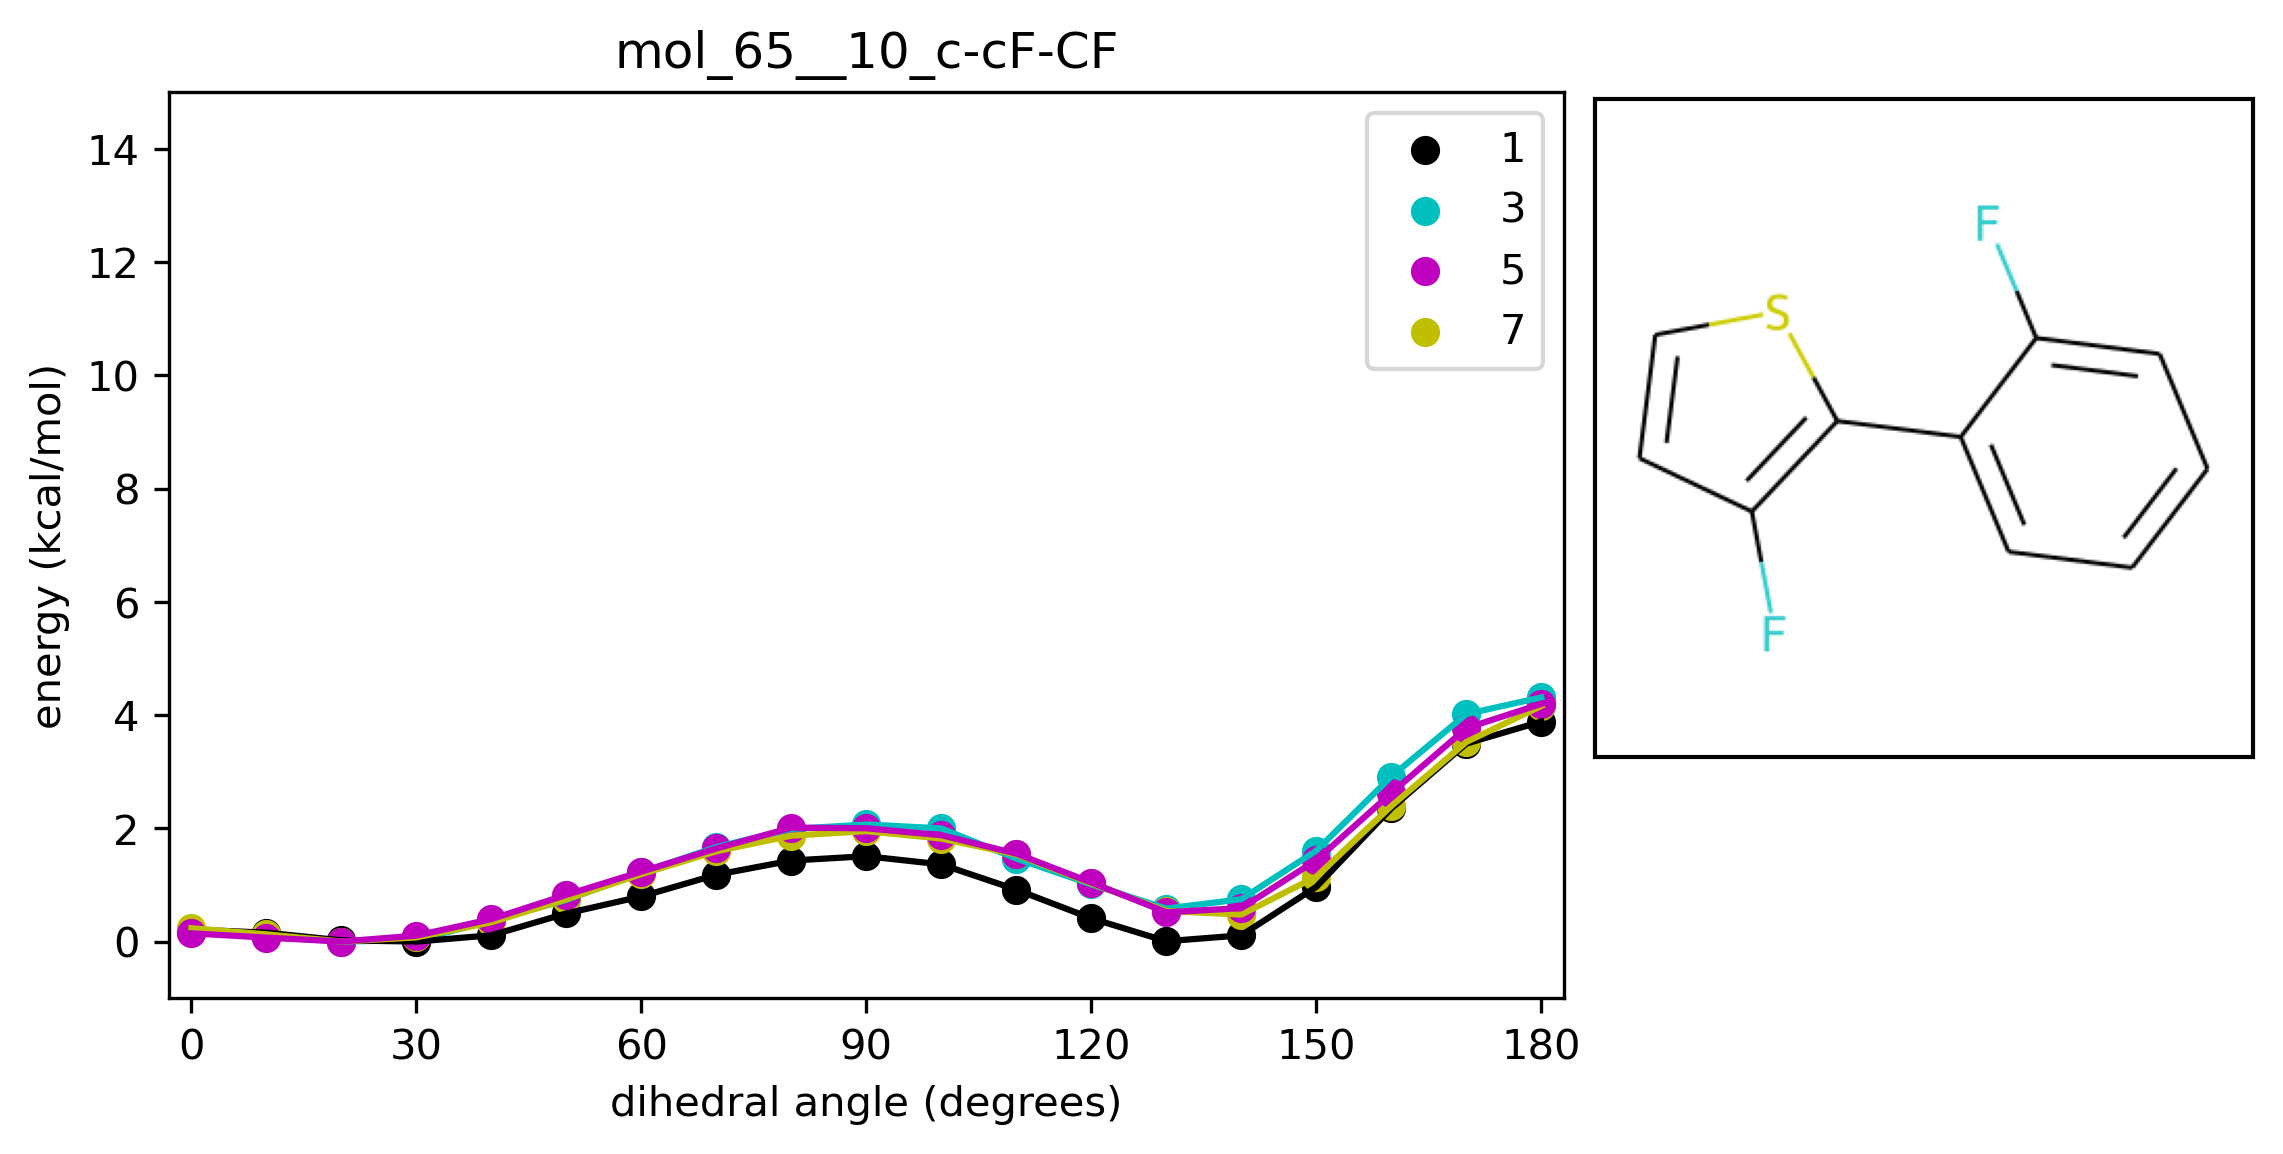 mol_65__10_c-cF-CF
14
12
10
8
6
4
2
0
energy (kcal/mol)
0 30 60 90 120 150 180
dihedral angle (degrees)
1
3
5
7
F
S
F